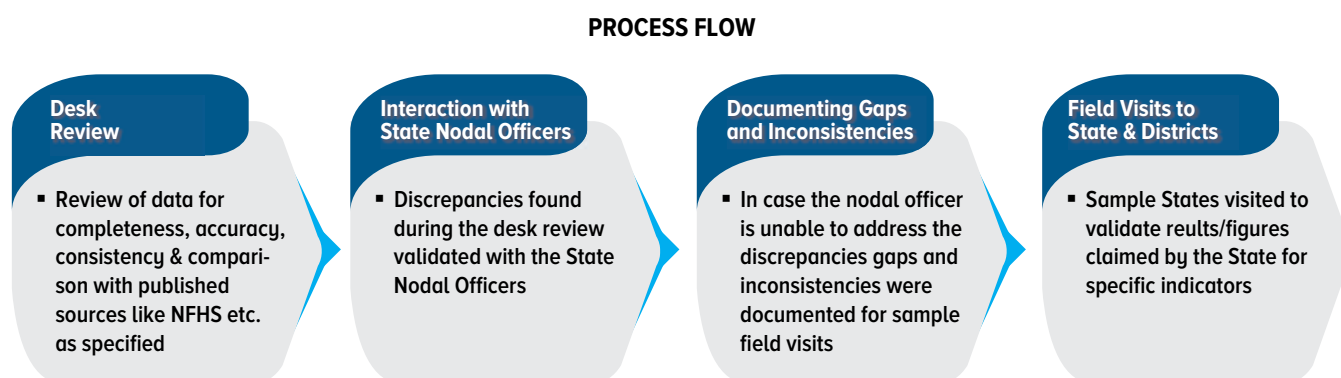 PROCESS FLOW
Desk
Review
▪ Review of data for
completeness, accuracy,
consistency & compari-
son with published
sources like NFHS etc.
as specified
Interaction with
State Nodal Officers
▪ Discrepancies found
during the desk review
validated with the State
Nodal Officers
Documenting Gaps
and Inconsistencies
▪ In case the nodal officer
is unable to address the
discrepancies gaps and
inconsistencies were
documented for sample
field visits
Field Visits to
State & Districts
▪ Sample States visited to
validate reults/figures
claimed by the State for
specific indicators